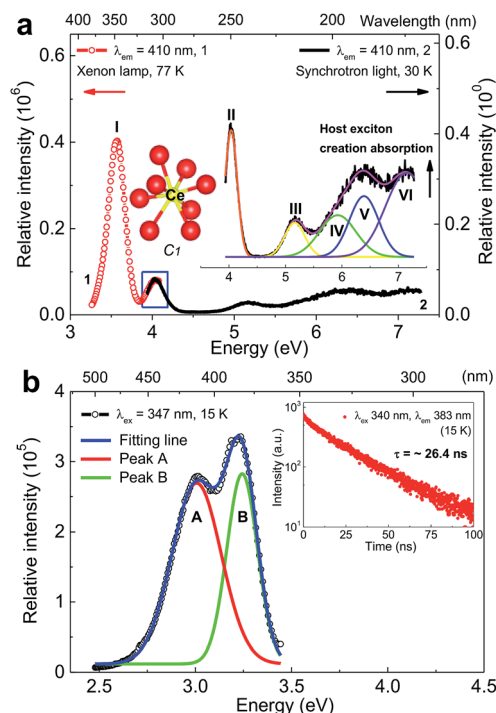 400 350 300 250 200 (nm)
Wavelength
a
λem = 410 nm, 1
Xenon lamp, 77 K
λem = 410 nm, 2
Synchrotron light, 30 K
Relative intensity (10^6)
0.6
0.4
0.2
0.0
I
Ce
C1
II
III
IV
V
VI
Host exciton
creation absorption
4 5 6 7
1
2
0.6
0.4
0.2
0.0
Relative intensity (10^0)
3 4 5 6 7
Energy (eV)
b
500 440 400 360 320 280 (nm)
λex = 347 nm, 15 K
Fitting line
Peak A
Peak B
A
B
Relative intensity (10^5)
4
3
2
1
0
λex 340 nm, λem 383 nm
(15 K)
τ = ~ 26.4 ns
Intensity (a.u.)
10^3
10^2
10^1
0 25 50 75 100
Time (ns)
2.5 3.0 3.5 4.0 4.5
Energy (eV)